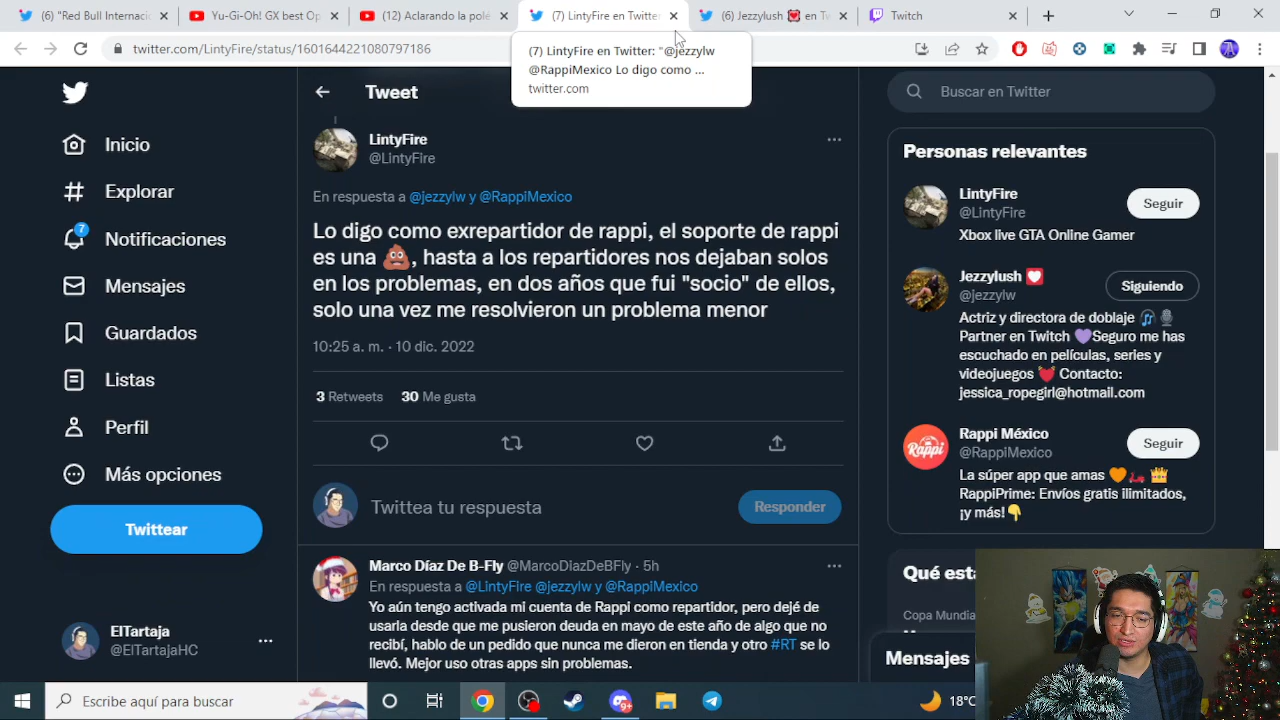 (6) "Red Bull Internaci
Yu-Gi-Oh! GX best Op
(12) Aclarando la polé
(7) LintyFire en Twitter
(6) Jezzylush en Tw
Twitch
twitter.com/LintyFire/status/1601644221080797186
(7) LintyFire en Twitter: "@jezzylw
@RappiMexico Lo digo como ...
twitter.com
Tweet
Buscar en Twitter
Inicio
Explorar
7
Notificaciones
Mensajes
Guardados
Listas
Perfil
Más opciones
Twittear
ElTartaja
@ElTartajaHC
LintyFire
@LintyFire
En respuesta a @jezzylw y @RappiMexico
Lo digo como exrepartidor de rappi, el soporte de rappi
es una 💩, hasta a los repartidores nos dejaban solos
en los problemas, en dos años que fui "socio" de ellos,
solo una vez me resolvieron un problema menor
10:25 a. m. · 10 dic. 2022
3 Retweets 30 Me gusta
Twittea tu respuesta
Responder
Marco Díaz De B-Fly @MarcoDiazDeBFly · 5h
En respuesta a @LintyFire @jezzylw y @RappiMexico
Yo aún tengo activada mi cuenta de Rappi como repartidor, pero dejé de
usarla desde que me pusieron deuda en mayo de este año de algo que no
recibí, hablo de un pedido que nunca me dieron en tienda y otro #RT se lo
llevó. Mejor uso otras apps sin problemas.
Personas relevantes
LintyFire
@LintyFire
Seguir
Xbox live GTA Online Gamer
Jezzylush 💟
@jezzylw
Siguiendo
Actriz y directora de doblaje 🎶🎙
Partner en Twitch 💜Seguro me has
escuchado en películas, series y
videojuegos 💓 Contacto:
jessica_ropegirl@hotmail.com
Rappi
Rappi México
@RappiMexico
Seguir
La súper app que amas 🧡🛵👑
RappiPrime: Envíos gratis ilimitados,
¡y más!👇
Qué esta
Copa Mundia
Mensajes
Escribe aquí para buscar
9+
18°C